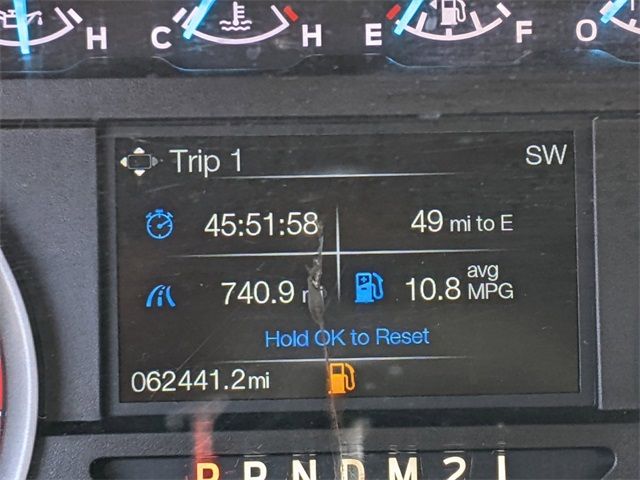 H C H E F O
Trip 1 SW
45:51:58 49 mi to E
740.9 10.8 avg MPG
Hold OK to Reset
062441.2mi
P R N D M 2 1